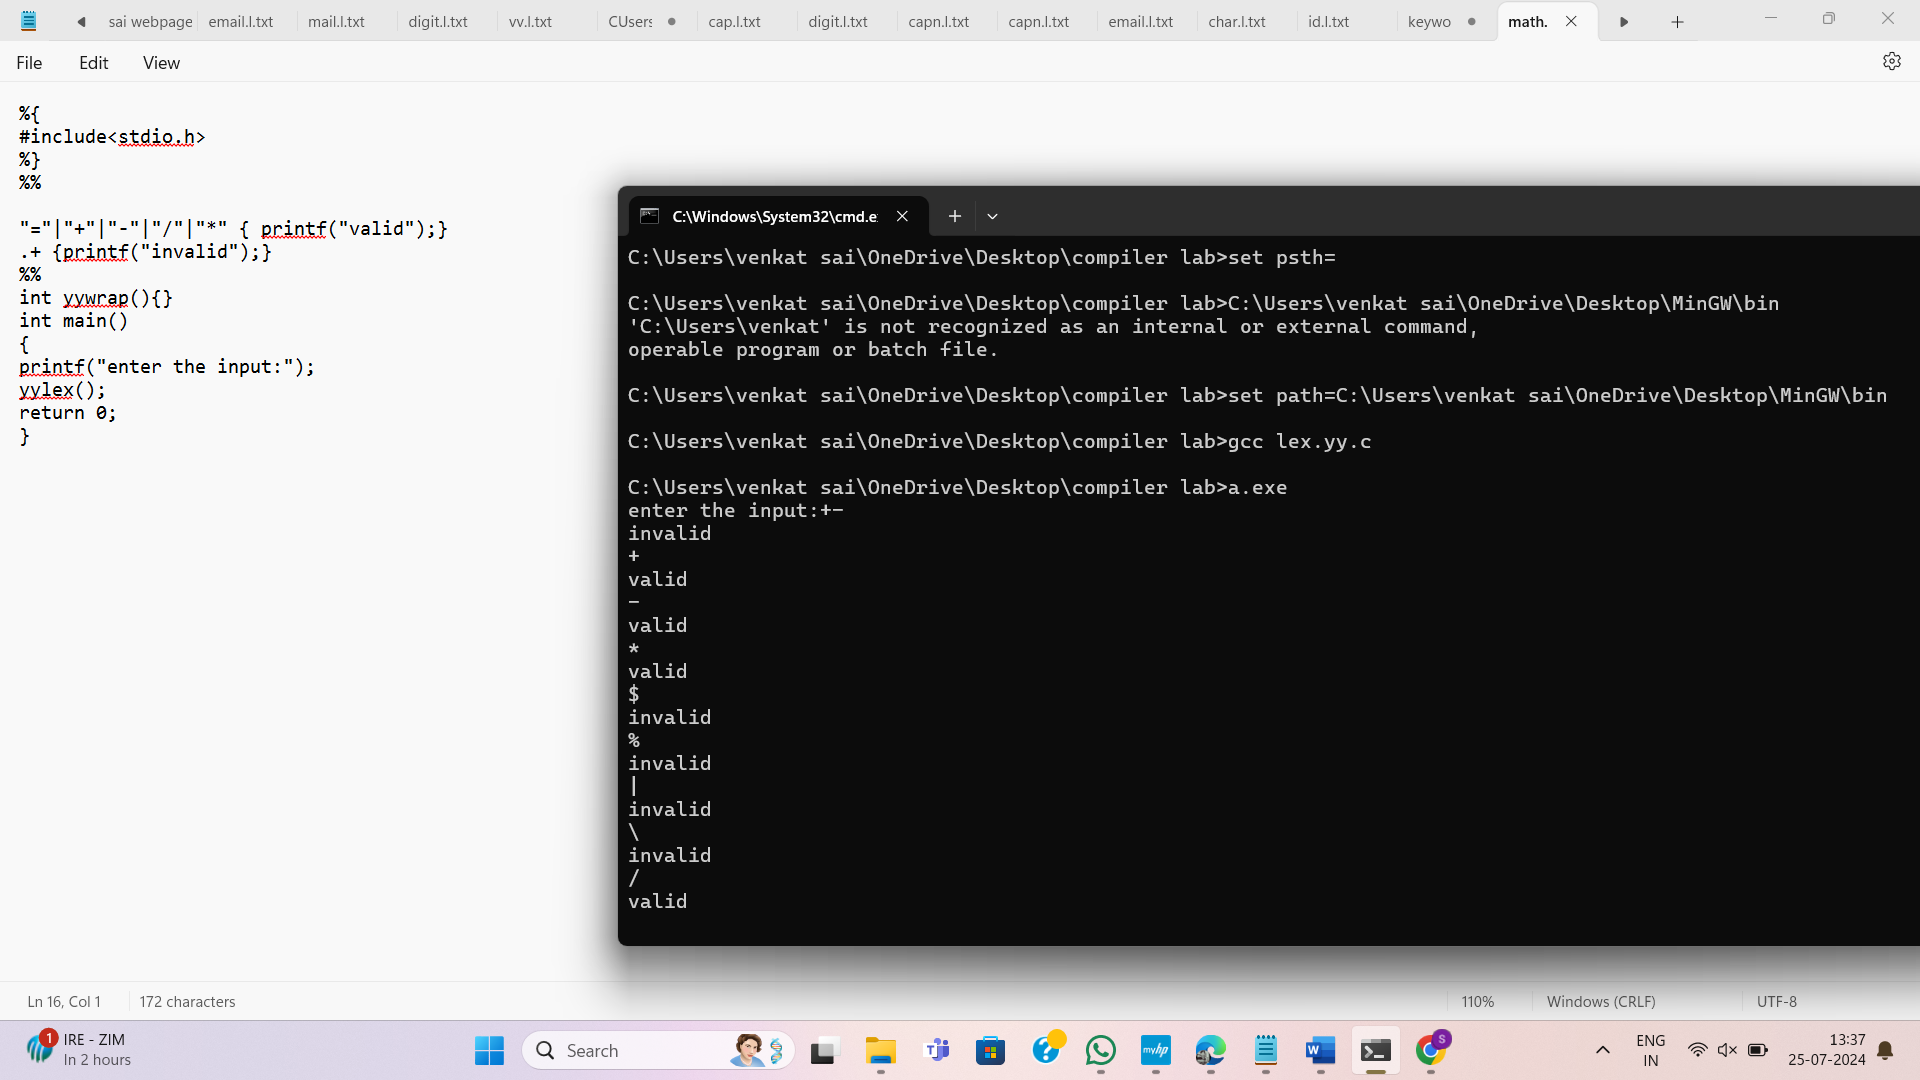 sai webpage email.l.txt mail.l.txt digit.l.txt vv.l.txt CUsers cap.l.txt digit.l.txt capn.l.txt capn.l.txt email.l.txt char.l.txt id.l.txt keywo math.
File Edit View
%{
#include<stdio.h>
%}
%%
"="|"+"|"-"|"/"|"*" { printf("valid");}
.+ {printf("invalid");}
%%
int yywrap(){}
int main()
{
printf("enter the input:");
yylex();
return 0;
}
C:\Windows\System32\cmd.e
C:\Users\venkat sai\OneDrive\Desktop\compiler lab>set psth=
C:\Users\venkat sai\OneDrive\Desktop\compiler lab>C:\Users\venkat sai\OneDrive\Desktop\MinGW\bin
'C:\Users\venkat' is not recognized as an internal or external command,
operable program or batch file.
C:\Users\venkat sai\OneDrive\Desktop\compiler lab>set path=C:\Users\venkat sai\OneDrive\Desktop\MinGW\bin
C:\Users\venkat sai\OneDrive\Desktop\compiler lab>gcc lex.yy.c
C:\Users\venkat sai\OneDrive\Desktop\compiler lab>a.exe
enter the input:+-
invalid
+
valid
-
valid
*
valid
$
invalid
%
invalid
|
invalid
\
invalid
/
valid
Ln 16, Col 1 172 characters 110% Windows (CRLF) UTF-8
1 IRE - ZIM
In 2 hours
Search
myhp
W
S
ENG
IN
13:37
25-07-2024